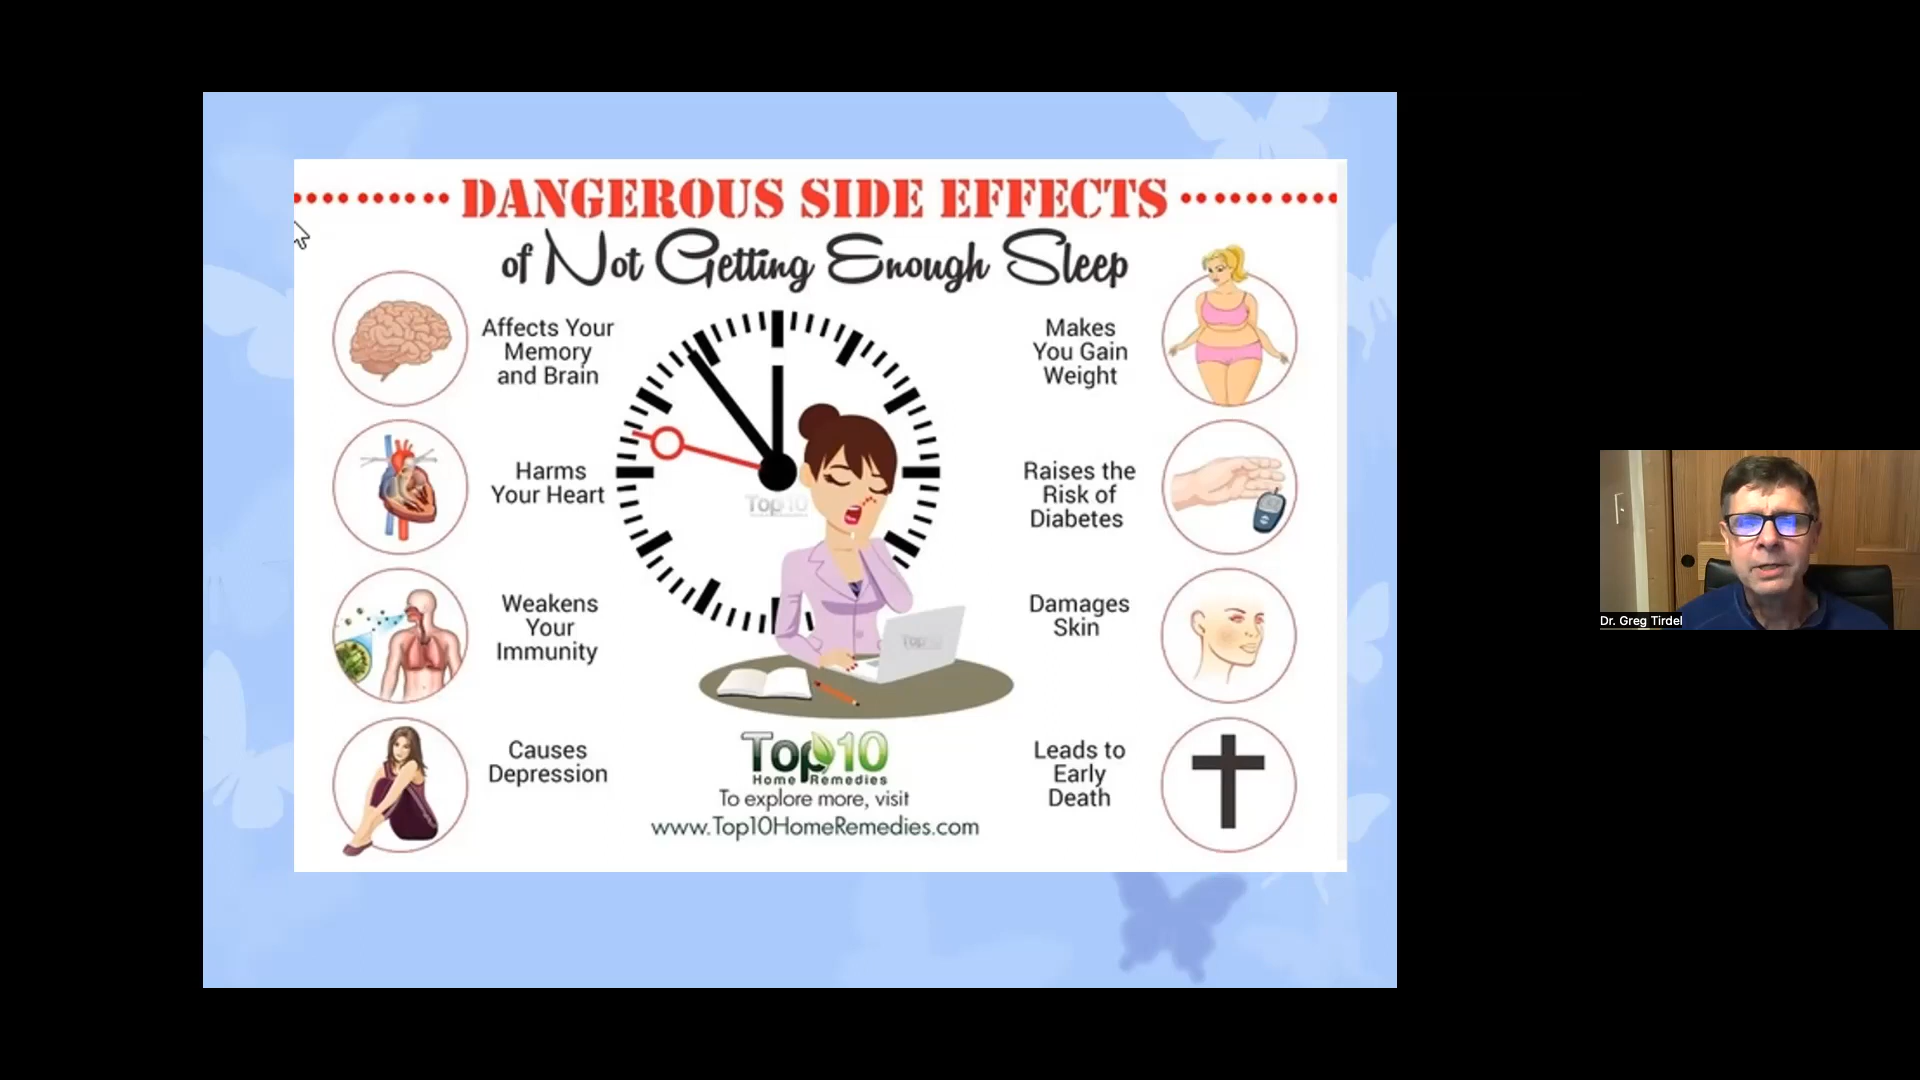 DANGEROUS SIDE EFFECTS
of Not Getting Enough Sleep
Affects Your
Memory
and Brain
Harms
Your Heart
Weakens
Your
Immunity
Causes
Depression
Makes
You Gain
Weight
Raises the
Risk of
Diabetes
Damages
Skin
Leads to
Early
Death
Top10
Top10
Top10
Home Remedies
To explore more, visit
www.Top10HomeRemedies.com
Dr. Greg Tirdel